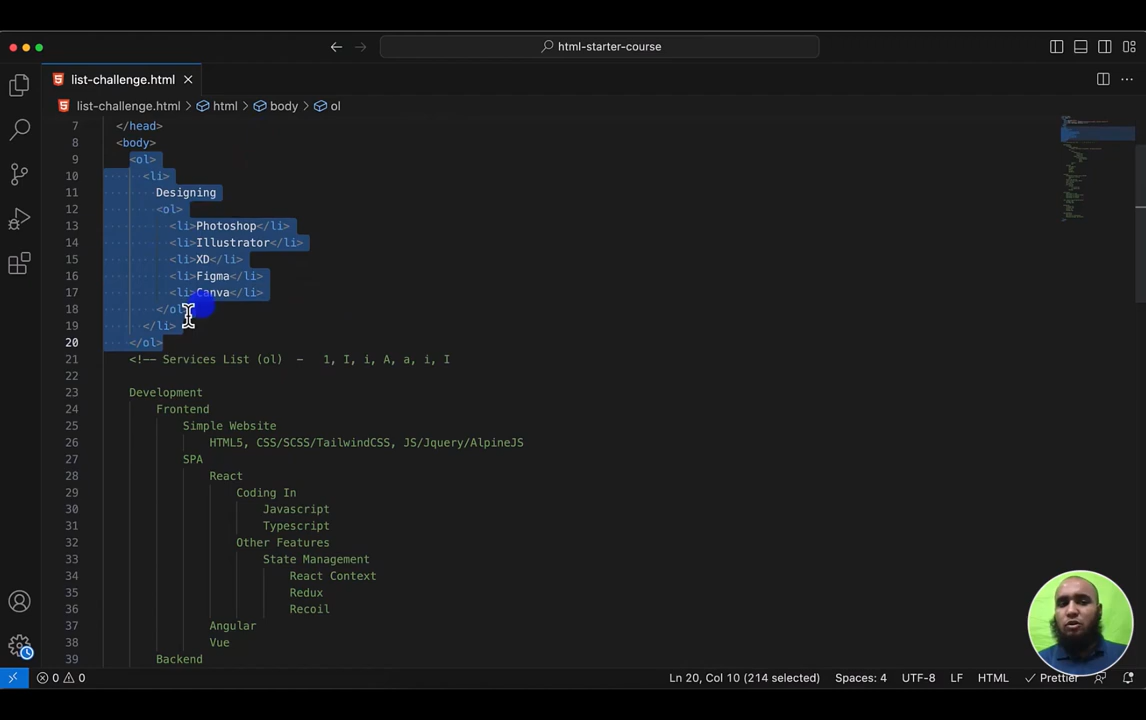 html-starter-course
list-challenge.html
list-challenge.html > html > body > ol
7 </head>
8 <body>
9 <ol>
10 <li>
11 Designing
12 <ol>
13 <li>Photoshop</li>
14 <li>Illustrator</li>
15 <li>XD</li>
16 <li>Figma</li>
17 <li>Canva</li>
18 </ol>
19 </li>
20 </ol>
21 <!-- Services List (ol) - 1, I, i, A, a, i, I
22
23 Development
24 Frontend
25 Simple Website
26 HTML5, CSS/SCSS/TailwindCSS, JS/Jquery/AlpineJS
27 SPA
28 React
29 Coding In
30 Javascript
31 Typescript
32 Other Features
33 State Management
34 React Context
35 Redux
36 Recoil
37 Angular
38 Vue
39 Backend
0 0 Ln 20, Col 10 (214 selected) Spaces: 4 UTF-8 LF HTML Prettier